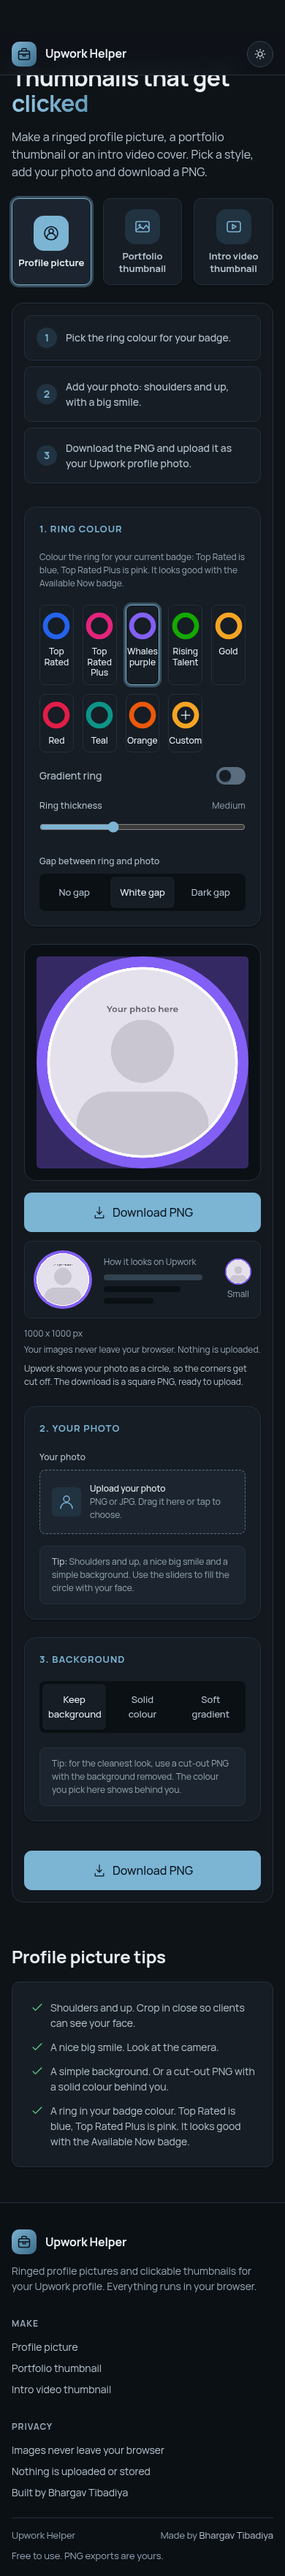 Upwork Helper
Thumbnails that get
clicked
Make a ringed profile picture, a portfolio
thumbnail or an intro video cover. Pick a style,
add your photo and download a PNG.
Profile picture
Portfolio
thumbnail
Intro video
thumbnail
1
Pick the ring colour for your badge.
2
Add your photo: shoulders and up,
with a big smile.
3
Download the PNG and upload it as
your Upwork profile photo.
1. RING COLOUR
Colour the ring for your current badge: Top Rated is
blue, Top Rated Plus is pink. It looks good with the
Available Now badge.
Top
Rated
Top
Rated
Plus
Whales
purple
Rising
Talent
Gold
Red
Teal
Orange
Custom
Gradient ring
Ring thickness
Medium
Gap between ring and photo
No gap
White gap
Dark gap
Your photo here
Download PNG
How it looks on Upwork
Small
1000 x 1000 px
Your images never leave your browser. Nothing is uploaded.
Upwork shows your photo as a circle, so the corners get
cut off. The download is a square PNG, ready to upload.
2. YOUR PHOTO
Your photo
Upload your photo
PNG or JPG. Drag it here or tap to
choose.
Tip: Shoulders and up, a nice big smile and a
simple background. Use the sliders to fill the
circle with your face.
3. BACKGROUND
Keep
background
Solid
colour
Soft
gradient
Tip: for the cleanest look, use a cut-out PNG
with the background removed. The colour
you pick here shows behind you.
Download PNG
Profile picture tips
Shoulders and up. Crop in close so clients
can see your face.
A nice big smile. Look at the camera.
A simple background. Or a cut-out PNG with
a solid colour behind you.
A ring in your badge colour. Top Rated is
blue, Top Rated Plus is pink. It looks good
with the Available Now badge.
Upwork Helper
Ringed profile pictures and clickable thumbnails for
your Upwork profile. Everything runs in your browser.
MAKE
Profile picture
Portfolio thumbnail
Intro video thumbnail
PRIVACY
Images never leave your browser
Nothing is uploaded or stored
Built by Bhargav Tibadiya
Upwork Helper
Made by Bhargav Tibadiya
Free to use. PNG exports are yours.